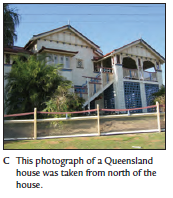 C This photograph of a Queensland
house was taken from north of the
house.